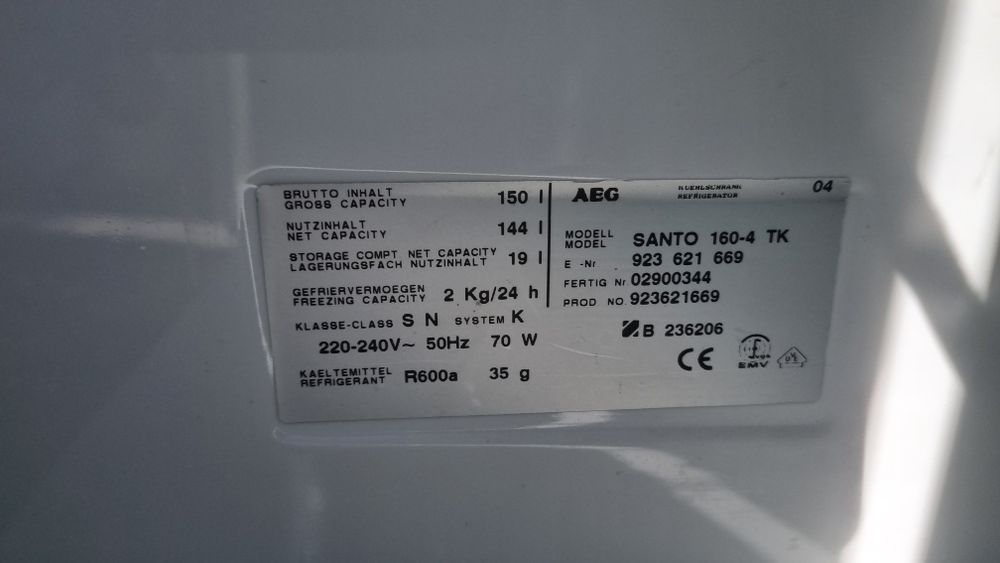 BRUTTO INHALT
GROSS CAPACITY 150 l
NUTZINHALT
NET CAPACITY 144 l
STORAGE COMPT NET CAPACITY
LAGERUNGSFACH NUTZINHALT 19 l
GEFRIERVERMOEGEN
FREEZING CAPACITY 2 Kg/24 h
KLASSE-CLASS S N SYSTEM K
220-240V~ 50Hz 70 W
KAELTEMITTEL
REFRIGERANT R600a 35 g
AEG
KUEHLSCHRANK
REFRIGERATOR
04
MODELL
MODEL SANTO 160-4 TK
E -Nr 923 621 669
FERTIG Nr 02900344
PROD NO. 923621669
B 236206
CE
EMV